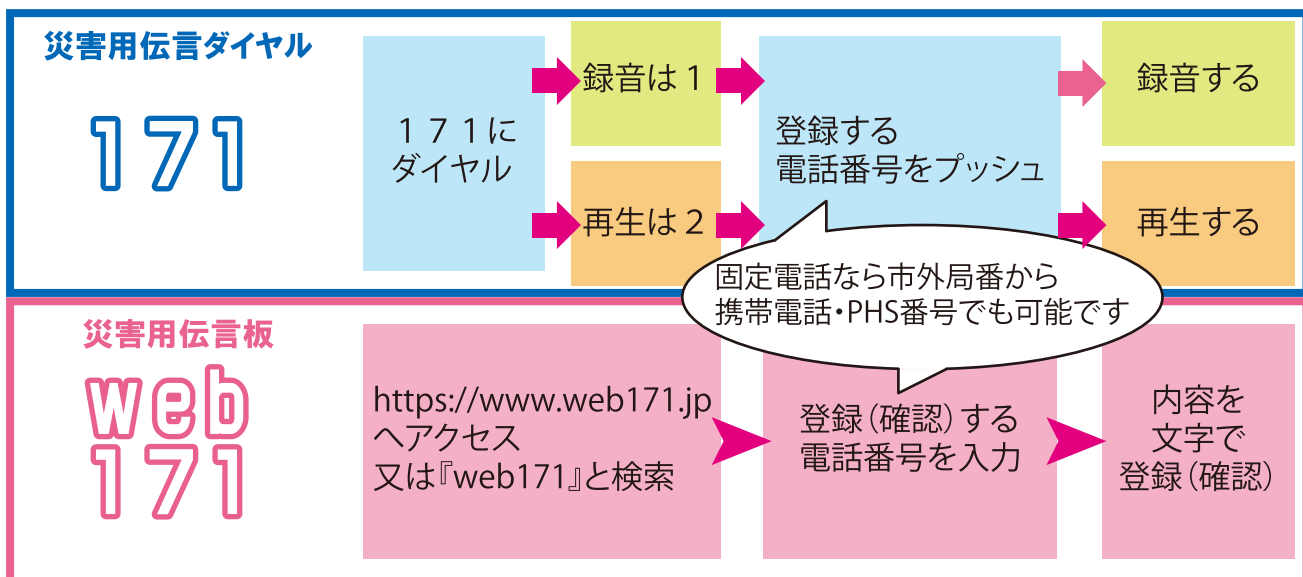 災害用伝言ダイヤル
171
１７１に
ダイヤル
録音は 1
再生は 2
登録する
電話番号をプッシュ
録音する
再生する
固定電話なら市外局番から
携帯電話・PHS番号でも可能です
災害用伝言板
web
171
https://www.web171.jp
へアクセス
又は『web171』と検索
登録（確認）する
電話番号を入力
内容を
文字で
登録（確認）